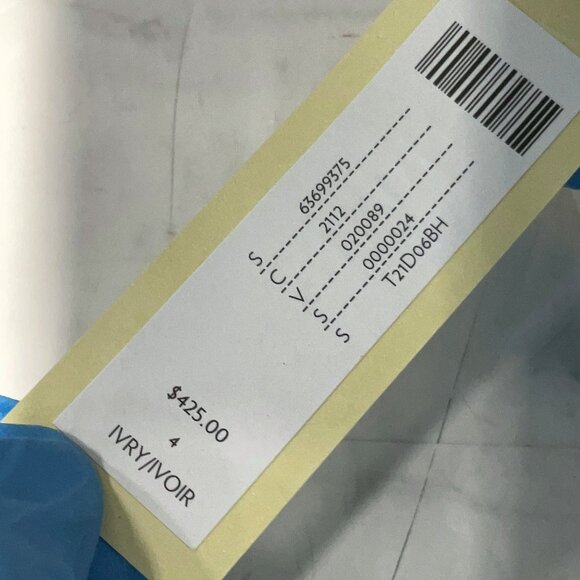 S 63699375
C 2112
V 020089
S 0000024
S T21D06BH
$425.00
4
IVRY/IVOIR